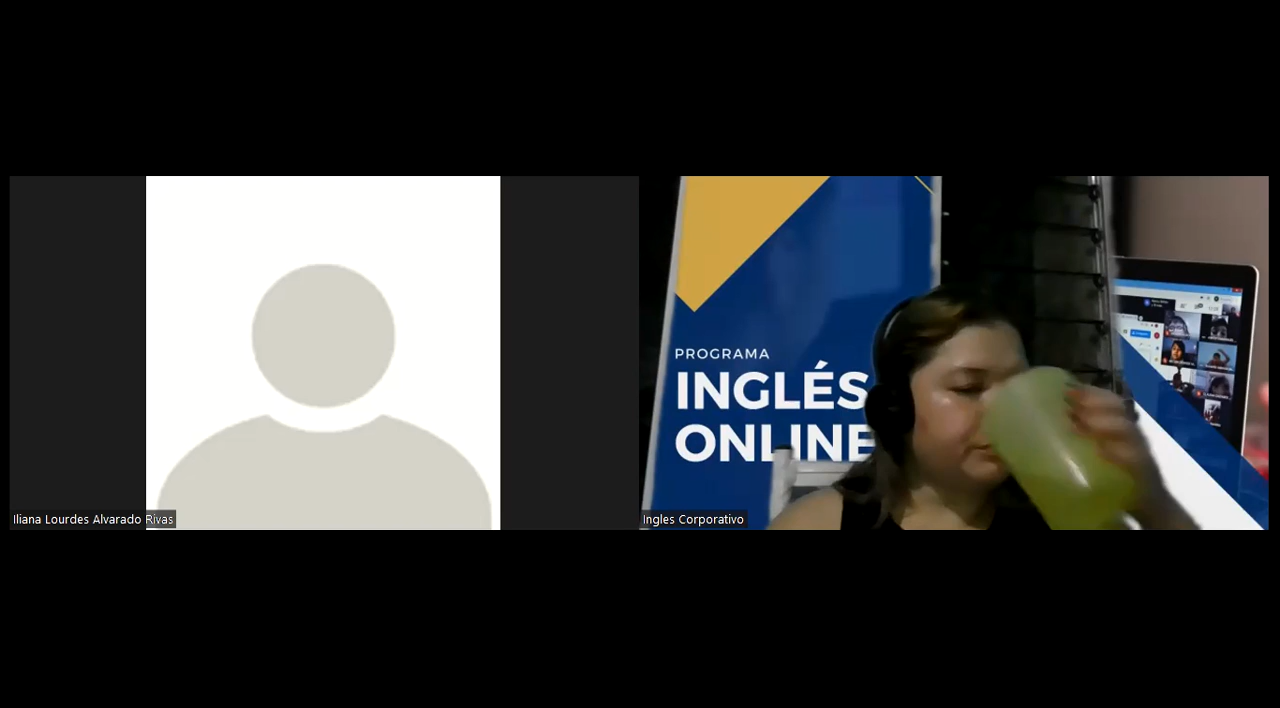 PROGRAMA
INGLÉS
ONLINE
Iliana Lourdes Alvarado Rivas
Ingles Corporativo